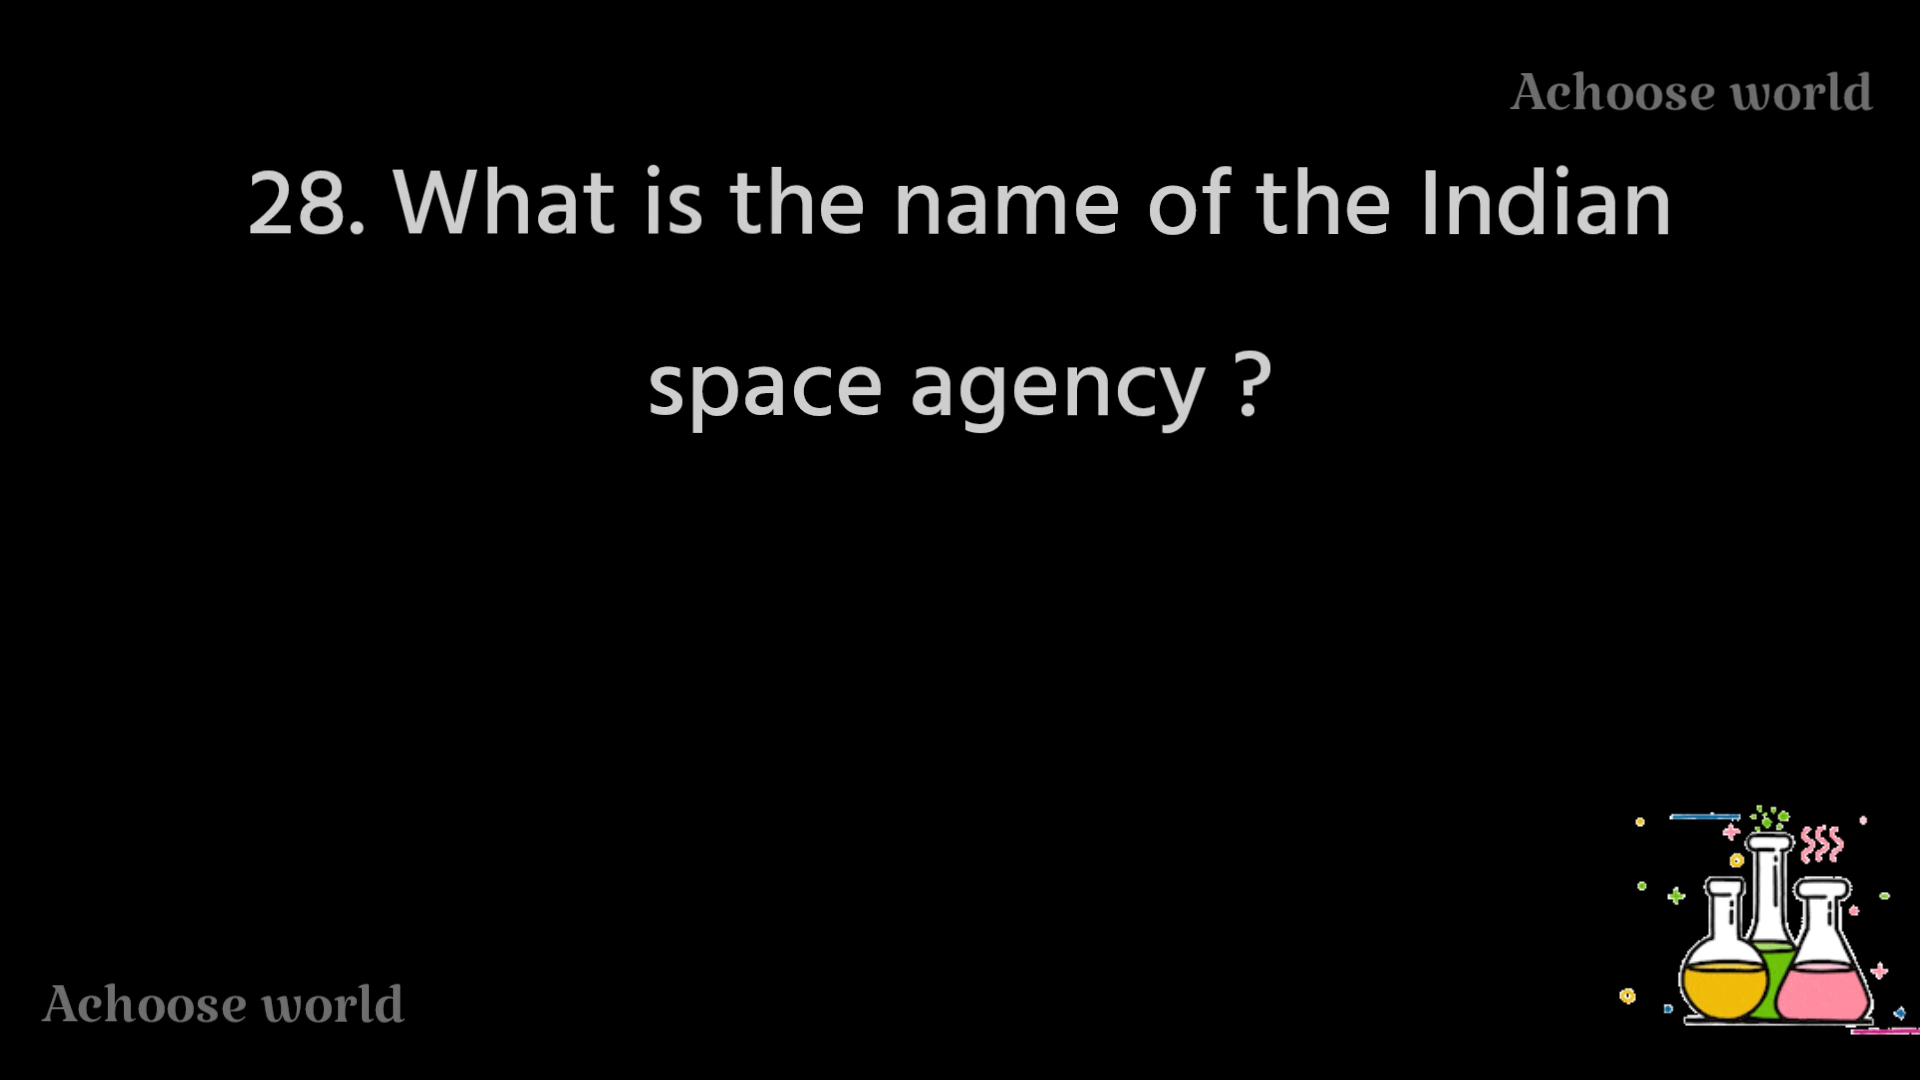 Achoose world
28. What is the name of the Indian
space agency ?
Achoose world